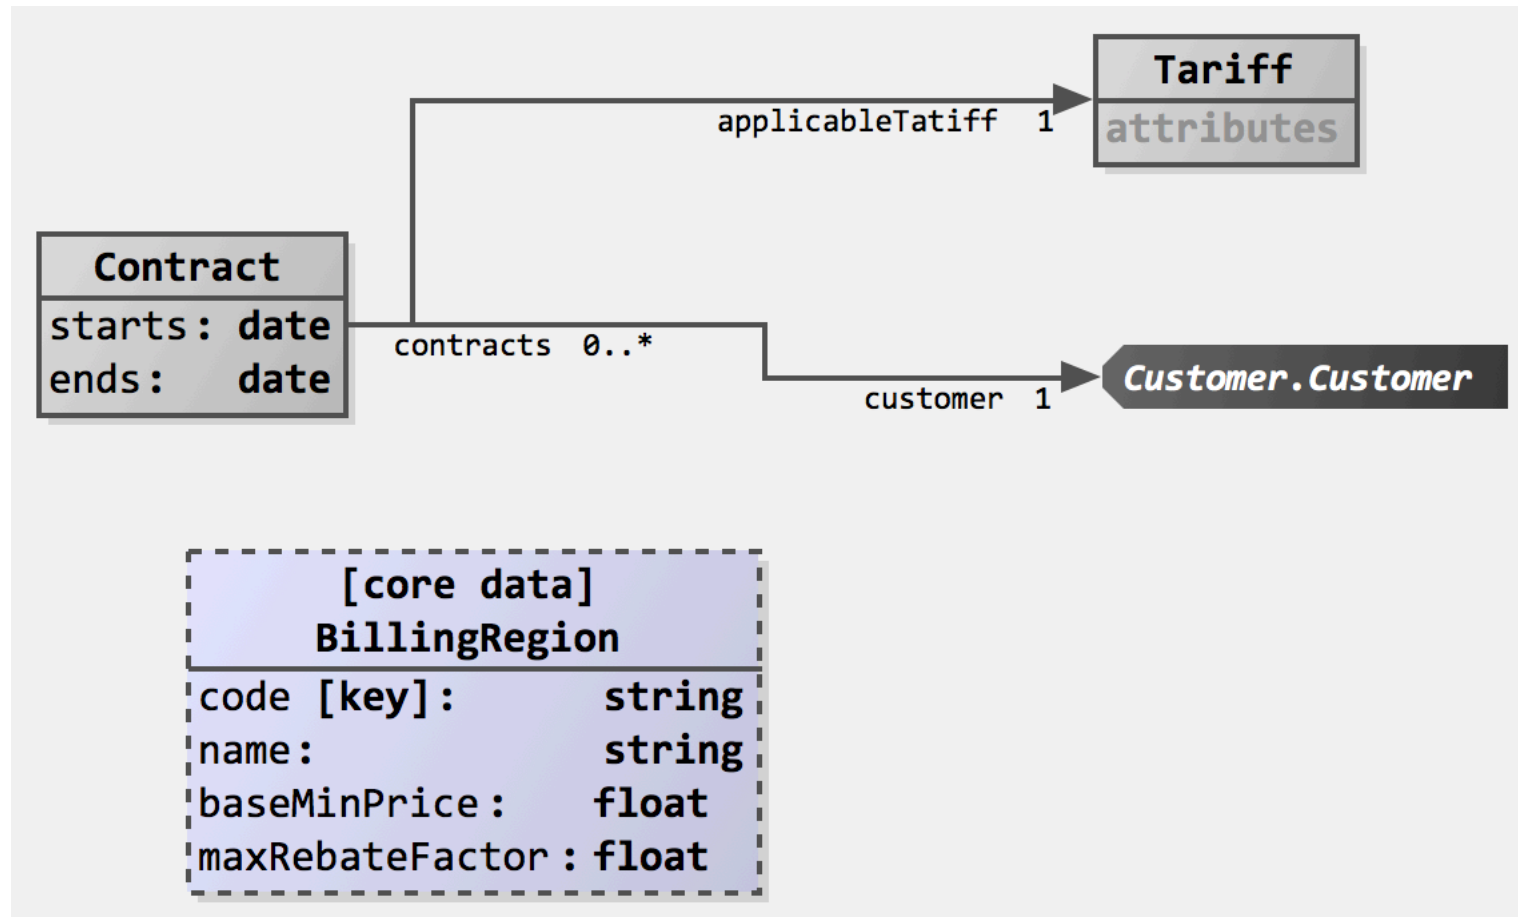 Tariff
attributes
applicableTatiff 1
Contract
starts: date
ends: date
contracts 0..*
customer 1
Customer.Customer
[core data]
BillingRegion
code [key]: string
name: string
baseMinPrice: float
maxRebateFactor: float